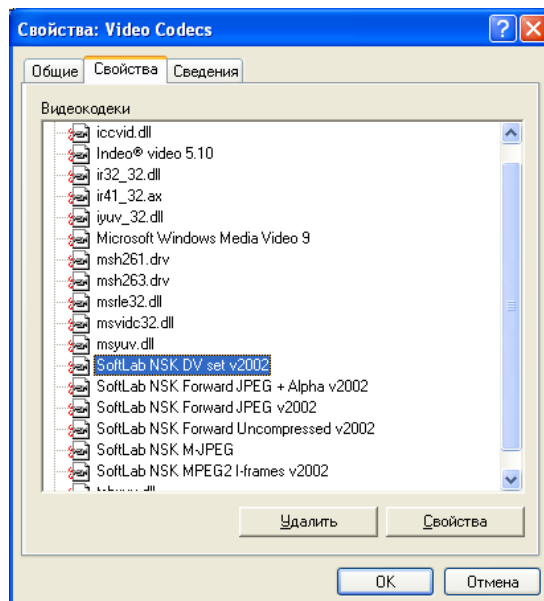 Свойства: Video Codecs
Общие
Свойства
Сведения
Видеокодеки
iccvid.dll
Indeo® video 5.10
ir32_32.dll
ir41_32.ax
iyuv_32.dll
Microsoft Windows Media Video 9
msh261.drv
msh263.drv
msrle32.dll
msvidc32.dll
msyuv.dll
SoftLab NSK DV set v2002
SoftLab NSK Forward JPEG + Alpha v2002
SoftLab NSK Forward JPEG v2002
SoftLab NSK Forward Uncompressed v2002
SoftLab NSK M-JPEG
SoftLab NSK MPEG2 I-frames v2002
Удалить
Свойства
OK
Отмена